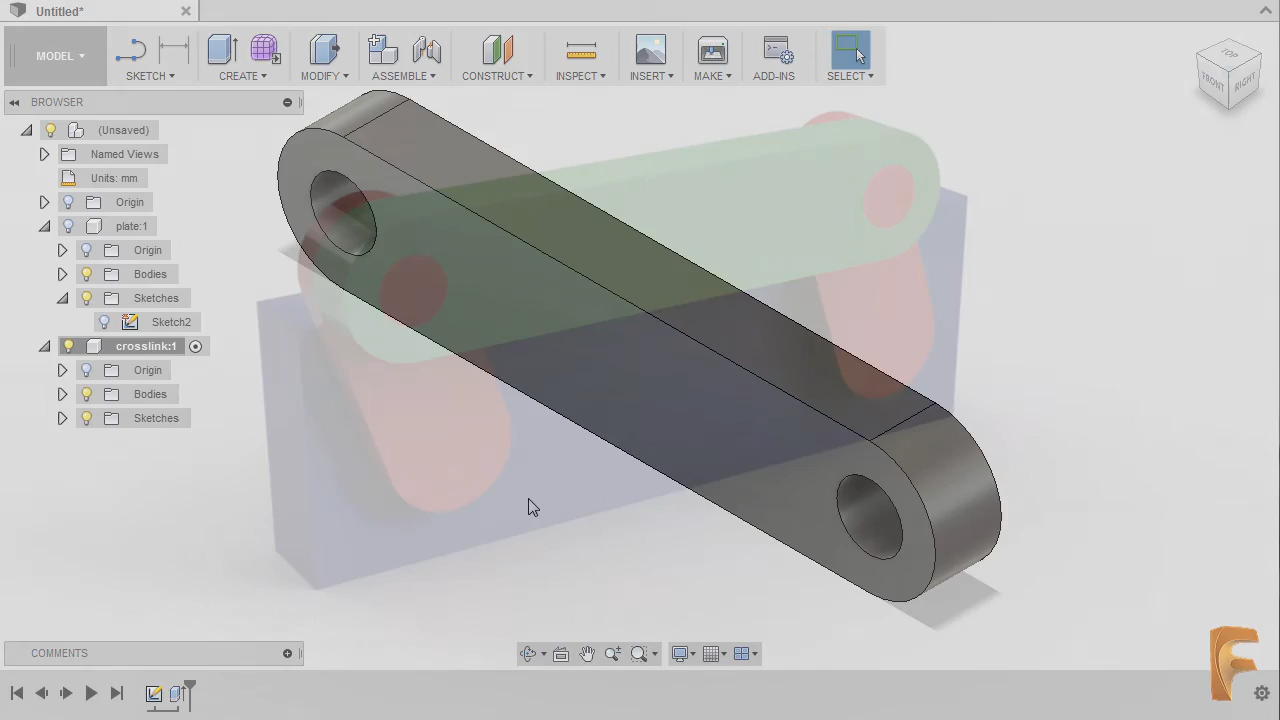 Untitled*
MODEL
SKETCH
CREATE
MODIFY
ASSEMBLE
CONSTRUCT
INSPECT
INSERT
MAKE
ADD-INS
SELECT
TOP
FRONT
RIGHT
BROWSER
(Unsaved)
Named Views
Units: mm
Origin
plate:1
Origin
Bodies
Sketches
Sketch2
crosslink:1
Origin
Bodies
Sketches
COMMENTS